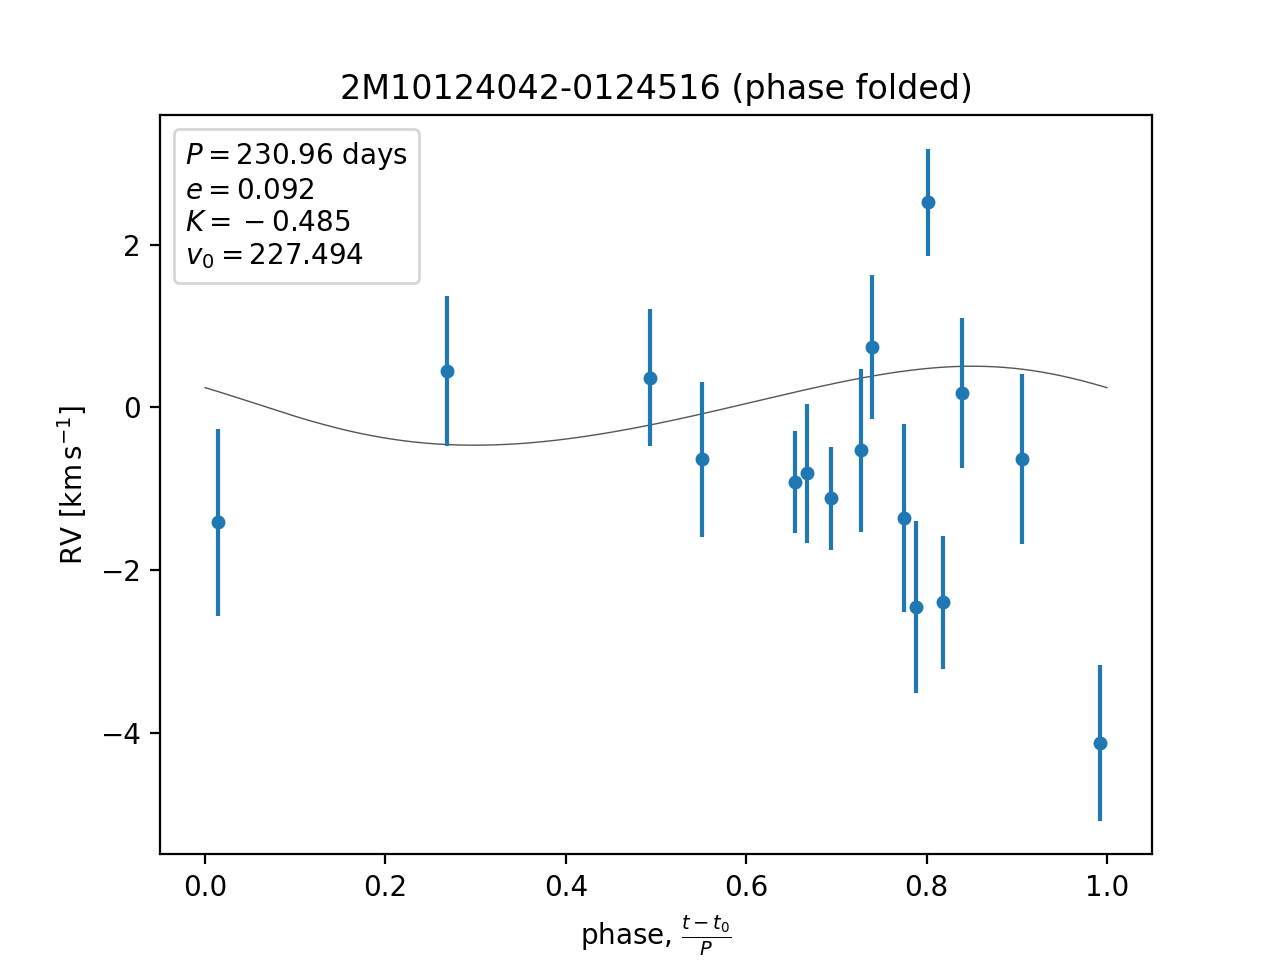 2M10124042-0124516 (phase folded)
P = 230.96 days
e = 0.092
K = −0.485
v₀ = 227.494
2
0
−2
−4
RV [km s⁻¹]
0.0 0.2 0.4 0.6 0.8 1.0
phase, (t − t₀)/P